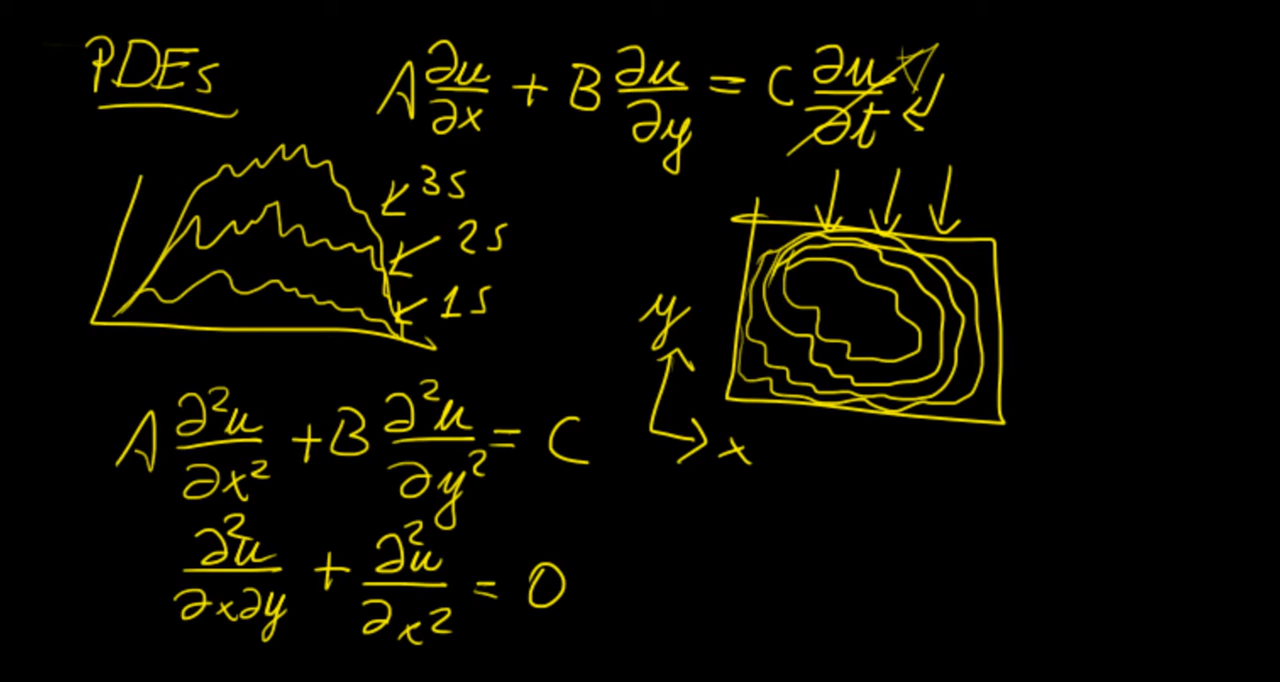 PDEs
A ∂u/∂x + B ∂u/∂y = C ∂u/∂t
3s
2s
1s
y
x
A ∂²u/∂x² + B ∂²u/∂y² = C
∂²u/∂x∂y + ∂²u/∂x² = 0